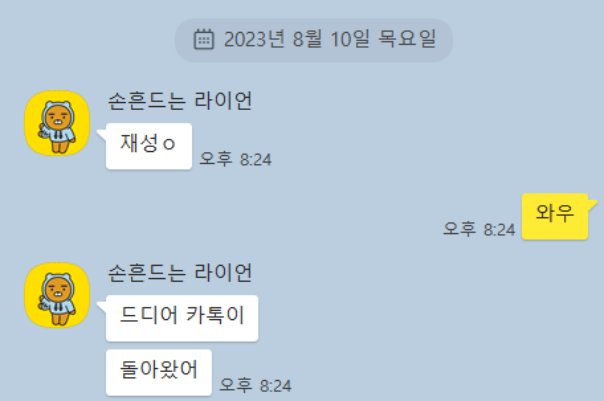 2023년 8월 10일 목요일
손흔드는 라이언
재성ㅇ
오후 8:24
와우
오후 8:24
손흔드는 라이언
드디어 카톡이
돌아왔어
오후 8:24